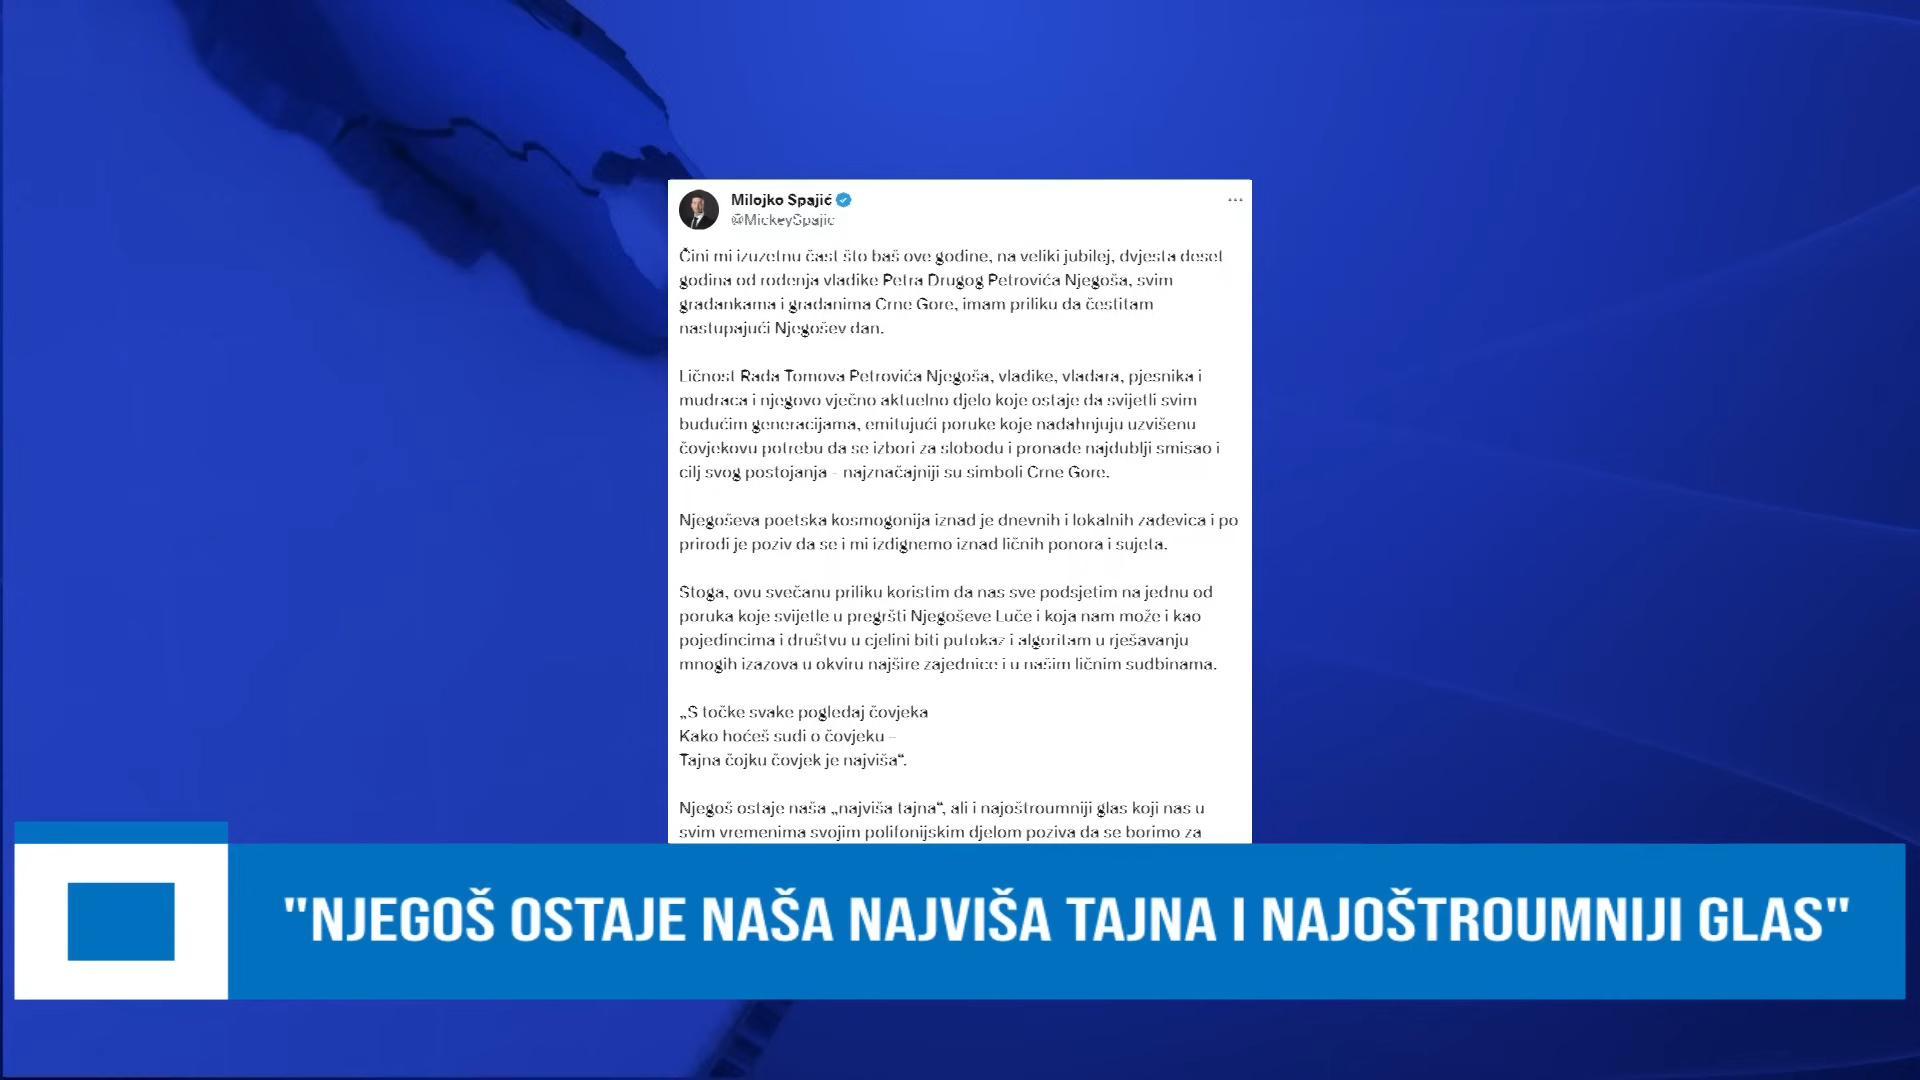 Milojko Spajić
@MickeySpajic
Čini mi izuzetnu čast što baš ove godine, na veliki jubilej, dvjesta deset
godina od rođenja vladike Petra Drugog Petrovića Njegoša, svim
građankama i građanima Crne Gore, imam priliku da čestitam
nastupajući Njegošev dan.
Ličnost Rada Tomova Petrovića Njegoša, vladike, vladara, pjesnika i
mudraca i njegovo vječno aktuelno djelo koje ostaje da svijetli svim
budućim generacijama, emitujući poruke koje nadahnjuju uzvišenu
čovjekovu potrebu da se izbori za slobodu i pronađe najdublji smisao i
cilj svog postojanja - najznačajniji su simboli Crne Gore.
Njegoševa poetska kosmogonija iznad je dnevnih i lokalnih zađevica i po
prirodi je poziv da se i mi izdignemo iznad ličnih ponora i sujeta.
Stoga, ovu svečanu priliku koristim da nas sve podsjetim na jednu od
poruka koje svijetle u pregršti Njegoševe Luče i koja nam može i kao
pojedincima i društvu u cjelini biti putokaz i algoritam u rješavanju
mnogih izazova u okviru najšire zajednice i u našim ličnim sudbinama.
„S točke svake pogledaj čovjeka
Kako hoćeš sudi o čovjeku –
Tajna čojku čovjek je najviša“.
Njegoš ostaje naša „najviša tajna“, ali i najoštroumniji glas koji nas u
svim vremenima svojim polifonijskim djelom poziva da se borimo za
"NJEGOŠ OSTAJE NAŠA NAJVIŠA TAJNA I NAJOŠTROUMNIJI GLAS"